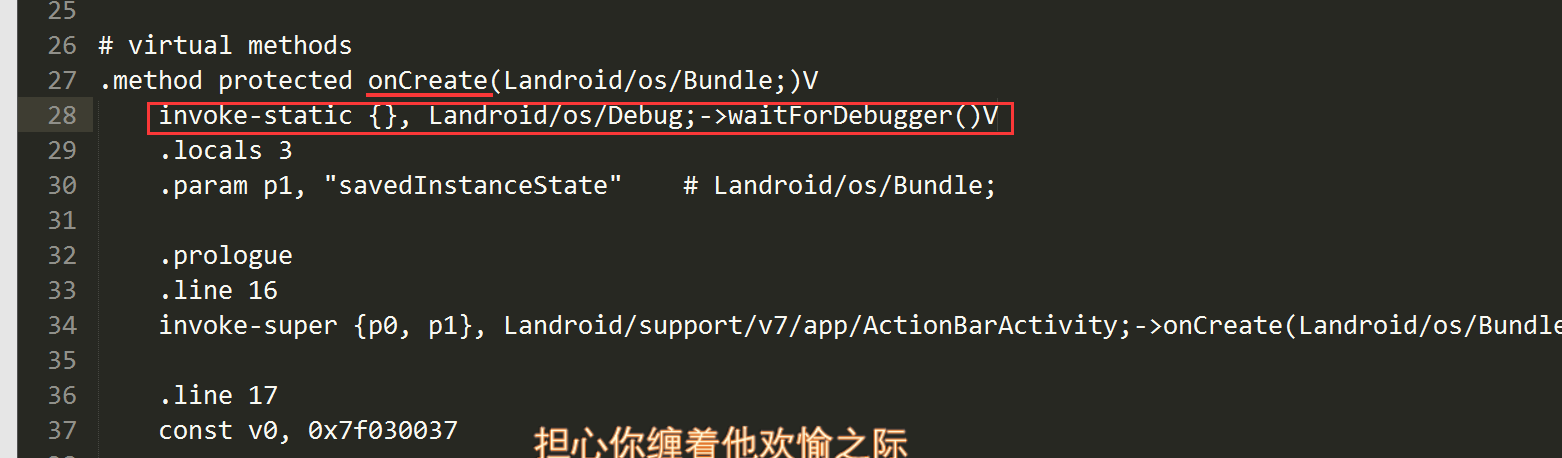 25
26 # virtual methods
27 .method protected onCreate(Landroid/os/Bundle;)V
28 invoke-static {}, Landroid/os/Debug;->waitForDebugger()V
29 .locals 3
30 .param p1, "savedInstanceState" # Landroid/os/Bundle;
31
32 .prologue
33 .line 16
34 invoke-super {p0, p1}, Landroid/support/v7/app/ActionBarActivity;->onCreate(Landroid/os/Bundle
35
36 .line 17
37 const v0, 0x7f030037
担心你缠着他欢愉之际